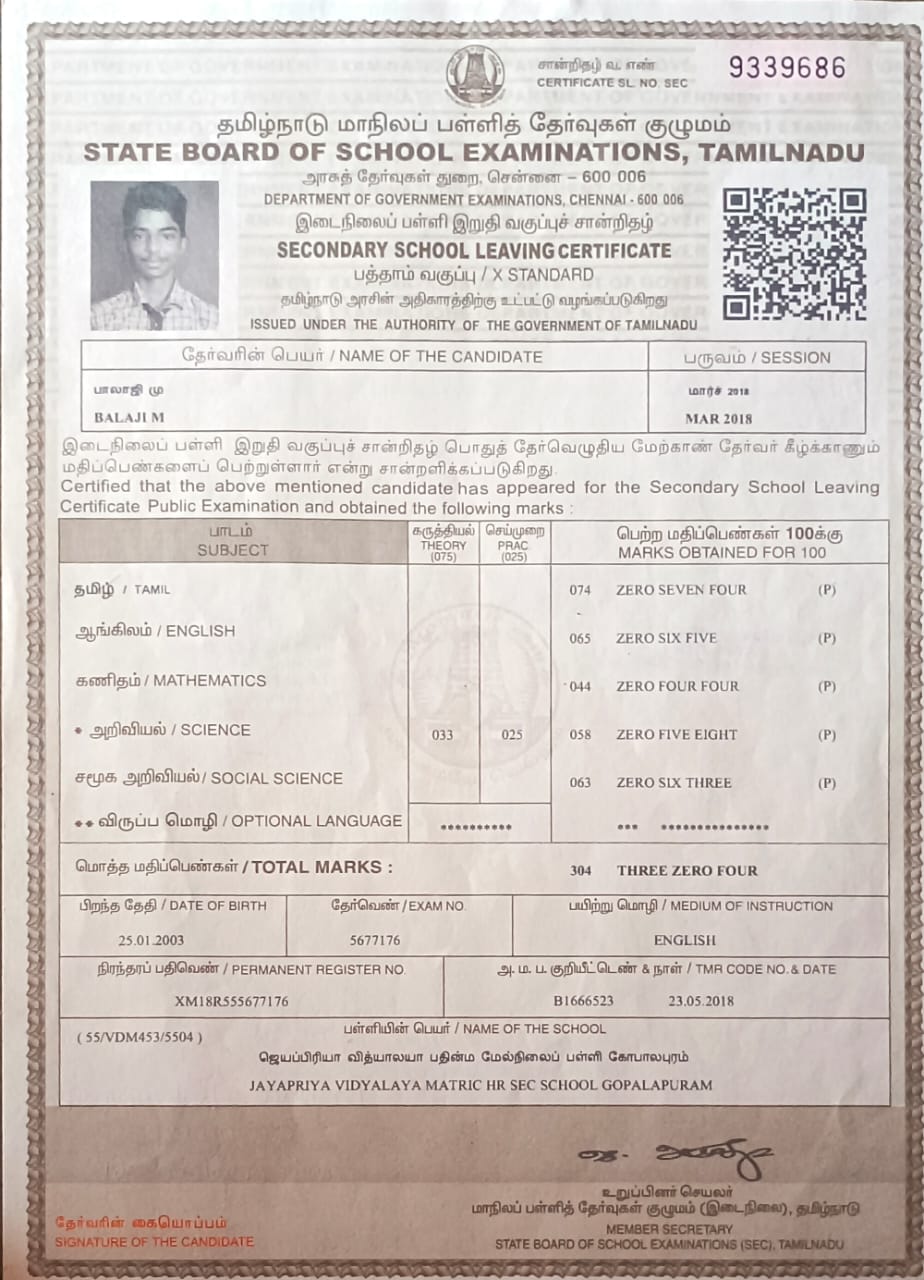 சான்றிதழ் வ. எண்
CERTIFICATE SL. NO. SEC
9339686
தமிழ்நாடு மாநிலப் பள்ளித் தேர்வுகள் குழுமம்
STATE BOARD OF SCHOOL EXAMINATIONS, TAMILNADU
அரசுத் தேர்வுகள் துறை, சென்னை – 600 006
DEPARTMENT OF GOVERNMENT EXAMINATIONS, CHENNAI - 600 006
இடைநிலைப் பள்ளி இறுதி வகுப்புச் சான்றிதழ்
SECONDARY SCHOOL LEAVING CERTIFICATE
பத்தாம் வகுப்பு / X STANDARD
தமிழ்நாடு அரசின் அதிகாரத்திற்கு உட்பட்டு வழங்கப்படுகிறது
ISSUED UNDER THE AUTHORITY OF THE GOVERNMENT OF TAMILNADU
தேர்வரின் பெயர் / NAME OF THE CANDIDATE பருவம் / SESSION
பாலாஜி மு மார்ச் 2018
BALAJI M MAR 2018
இடைநிலைப் பள்ளி இறுதி வகுப்புச் சான்றிதழ் பொதுத் தேர்வெழுதிய மேற்காண் தேர்வர் கீழ்க்காணும்
மதிப்பெண்களைப் பெற்றுள்ளார் என்று சான்றளிக்கப்படுகிறது.
Certified that the above mentioned candidate has appeared for the Secondary School Leaving
Certificate Public Examination and obtained the following marks :
பாடம் கருத்தியல் செய்முறை பெற்ற மதிப்பெண்கள் 100க்கு
SUBJECT THEORY PRAC. MARKS OBTAINED FOR 100
(075) (025)
தமிழ் / TAMIL 074 ZERO SEVEN FOUR (P)
ஆங்கிலம் / ENGLISH 065 ZERO SIX FIVE (P)
கணிதம் / MATHEMATICS 044 ZERO FOUR FOUR (P)
* அறிவியல் / SCIENCE 033 025 058 ZERO FIVE EIGHT (P)
சமூக அறிவியல் / SOCIAL SCIENCE 063 ZERO SIX THREE (P)
** விருப்ப மொழி / OPTIONAL LANGUAGE ********** *** ***************
மொத்த மதிப்பெண்கள் / TOTAL MARKS : 304 THREE ZERO FOUR
பிறந்த தேதி / DATE OF BIRTH தேர்வெண் / EXAM NO. பயிற்று மொழி / MEDIUM OF INSTRUCTION
25.01.2003 5677176 ENGLISH
நிரந்தரப் பதிவெண் / PERMANENT REGISTER NO. அ. ம. ப. குறியீட்டெண் & நாள் / TMR CODE NO. & DATE
XM18R555677176 B1666523 23.05.2018
( 55/VDM453/5504 ) பள்ளியின் பெயர் / NAME OF THE SCHOOL
ஜெயப்பிரியா வித்யாலயா பதின்ம மேல்நிலைப் பள்ளி கோபாலபுரம்
JAYAPRIYA VIDYALAYA MATRIC HR SEC SCHOOL GOPALAPURAM
உறுப்பினர் செயலர்
மாநிலப் பள்ளித் தேர்வுகள் குழுமம் (இடைநிலை), தமிழ்நாடு
MEMBER SECRETARY
STATE BOARD OF SCHOOL EXAMINATIONS (SEC), TAMILNADU
தேர்வரின் கையொப்பம்
SIGNATURE OF THE CANDIDATE